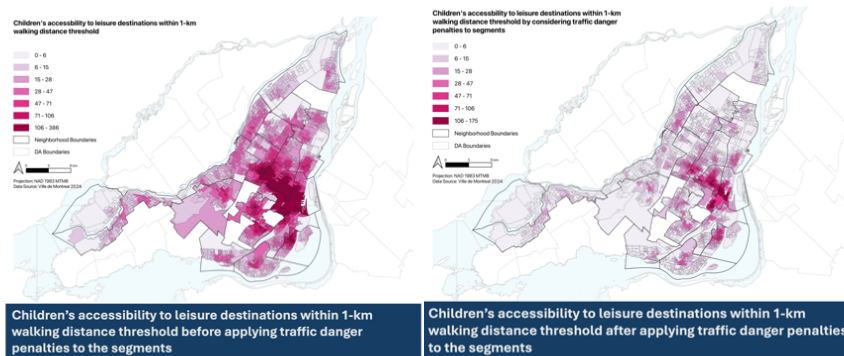 Children's accessibility to leisure destinations within 1-km
walking distance threshold
0 - 6
6 - 15
15 - 28
28 - 47
47 - 71
71 - 106
106 - 386
Neighborhood Boundaries
DA Boundaries
Projection: NAD 1983 MTM8
Data Source: Ville de Montreal 2024
Children's accessibility to leisure destinations within 1-km
walking distance threshold by considering traffic danger
penalties to segments
0 - 6
6 - 15
15 - 28
28 - 47
47 - 71
71 - 106
106 - 175
Neighborhood Boundaries
DA Boundaries
Projection: NAD 1983 MTM8
Data Source: Ville de Montreal 2024
Children's accessibility to leisure destinations within 1-km
walking distance threshold before applying traffic danger
penalties to the segments
Children's accessibility to leisure destinations within 1-km
walking distance threshold after applying traffic danger penalties
to the segments